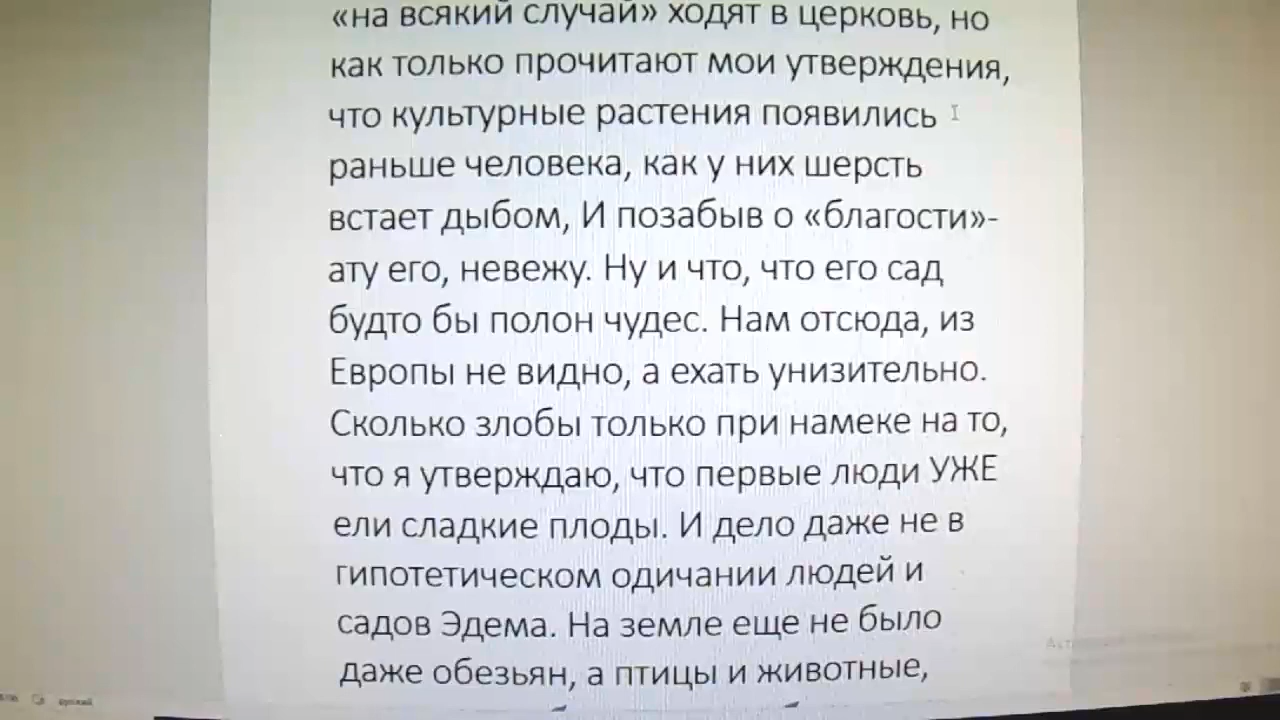 «на всякий случай» ходят в церковь, но
как только прочитают мои утверждения,
что культурные растения появились
раньше человека, как у них шерсть
встает дыбом, И позабыв о «благости»-
ату его, невежу. Ну и что, что его сад
будто бы полон чудес. Нам отсюда, из
Европы не видно, а ехать унизительно.
Сколько злобы только при намеке на то,
что я утверждаю, что первые люди УЖЕ
ели сладкие плоды. И дело даже не в
гипотетическом одичании людей и
садов Эдема. На земле еще не было
даже обезьян, а птицы и животные,
русский